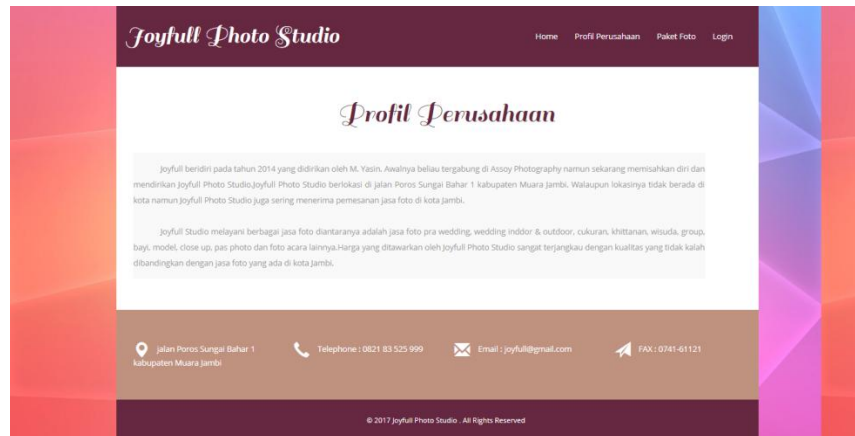 Joyfull Photo Studio
Home Profil Perusahaan Paket Foto Login
Profil Perusahaan
Joyfull beridiri pada tahun 2014 yang didirikan oleh M. Yasin, Awalnya beliau tergabung di Assoy Photography namun sekarang memisahkan diri dan
mendirikan Joyfull Photo Studio.Joyfull Photo Studio berlokasi di jalan Poros Sungai Bahar 1 kabupaten Muara Jambi. Walaupun lokasinya tidak berada di
kota namun Joyfull Photo Studio juga sering menerima pemesanan jasa foto di kota Jambi.
Joyfull Studio melayani berbagai jasa foto diantaranya adalah jasa foto pra wedding, wedding inddor & outdoor, cukuran, khittanan, wisuda, group,
bayi, model, close up, pas photo dan foto acara lainnya.Harga yang ditawarkan oleh Joyfull Photo Studio sangat terjangkau dengan kualitas yang tidak kalah
dibandingkan dengan jasa foto yang ada di kota Jambi.
jalan Poros Sungai Bahar 1
kabupaten Muara Jambi
Telephone : 0821 83 525 999
Email : joyfull@gmail.com
FAX : 0741-61121
© 2017 Joyfull Photo Studio . All Rights Reserved